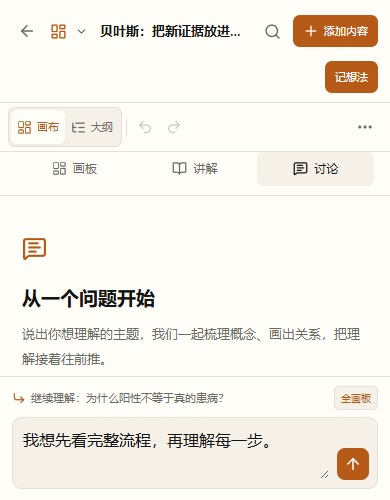 贝叶斯：把新证据放进...
添加内容
记想法
画布
大纲
画板
讲解
讨论
从一个问题开始
说出你想理解的主题，我们一起梳理概念、画出关系，把理
解接着往前推。
继续理解：为什么阳性不等于真的患病？
全画板
我想先看完整流程，再理解每一步。